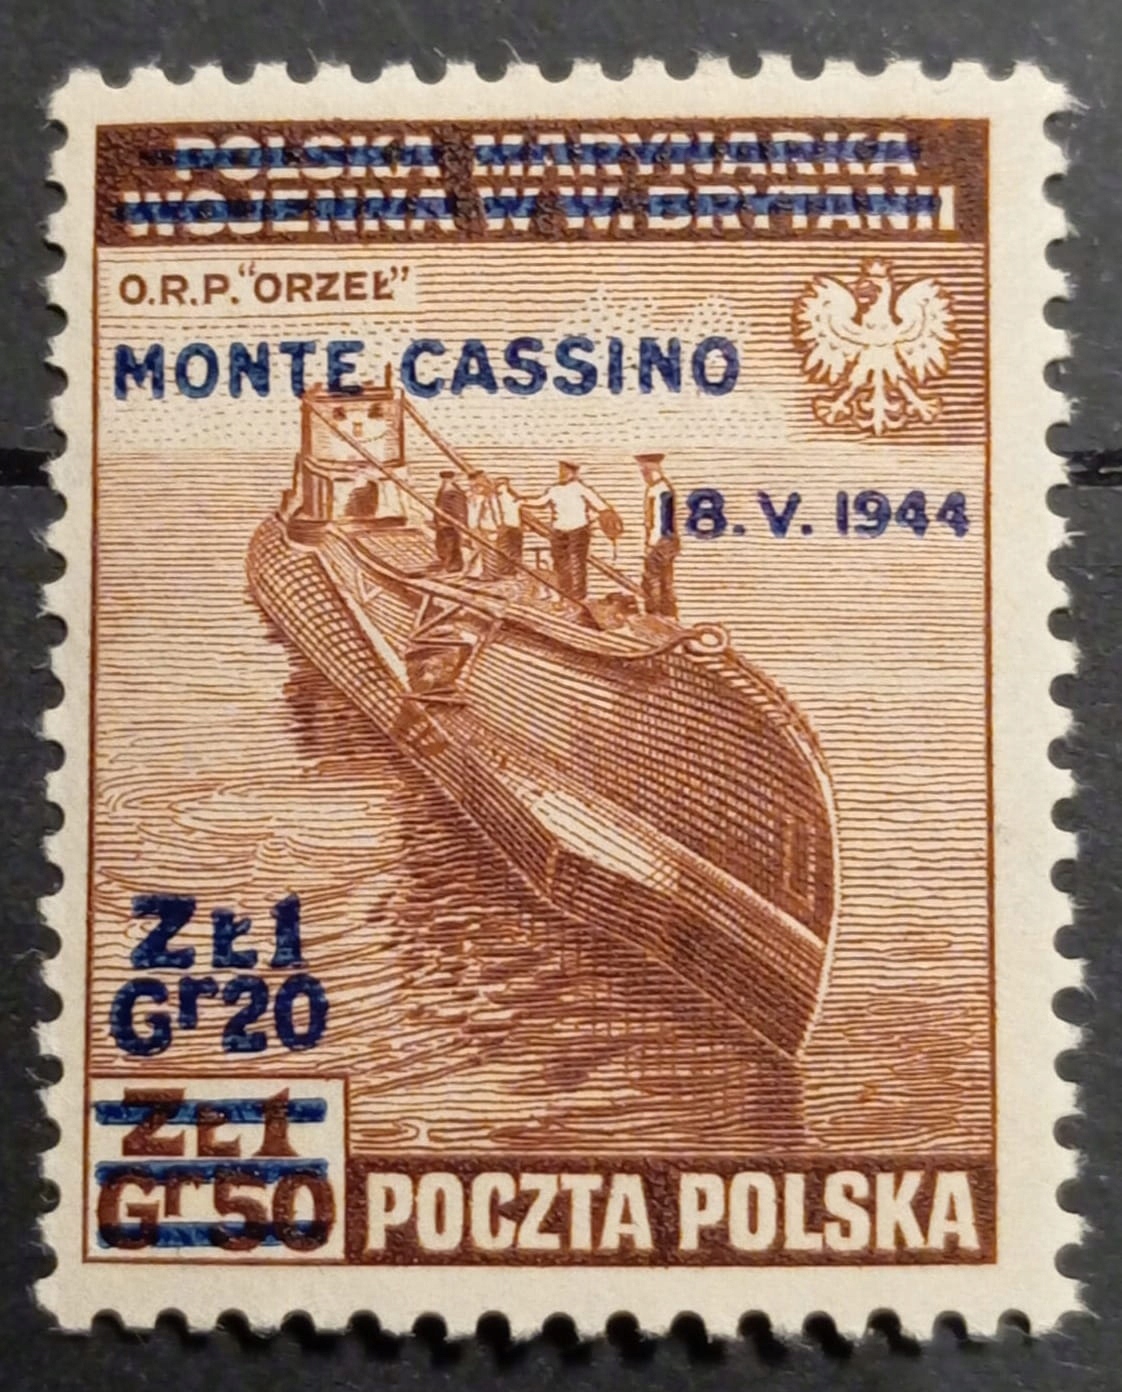 POLSKA MARYNARKA
WOJENNA W W. BRYTANII
O.R.P. "ORZEŁ"
MONTE CASSINO
18. V. 1944
ZŁ1
Gr20
ZŁ1
Gr50
POCZTA POLSKA